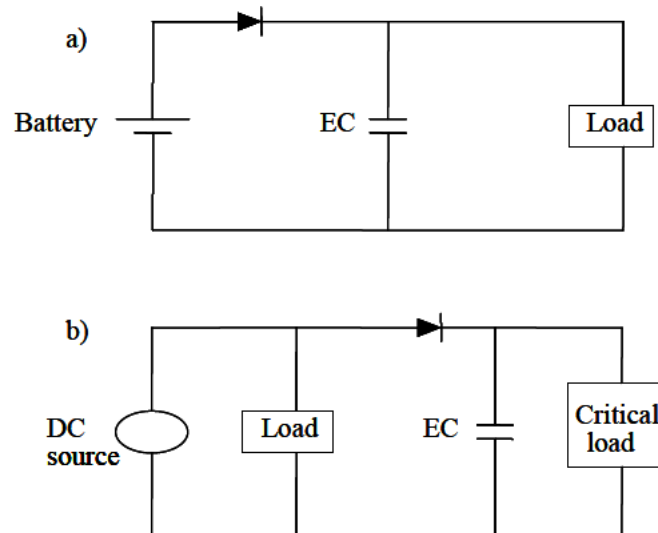 a)
Battery
EC
Load
b)
DC
source
Load
EC
Critical
load